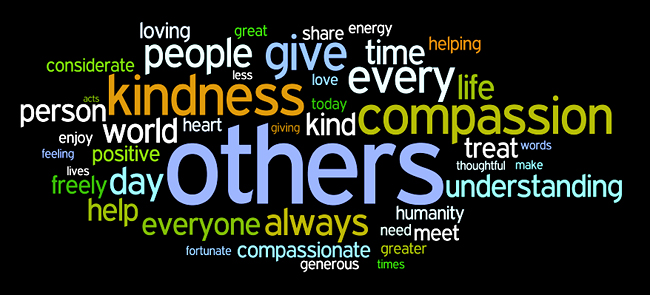 loving great share energy
people give time helping
considerate less love every life
acts kindness today compassion
person world heart giving kind
enjoy others treat words
feeling positive thoughtful make
lives freely day understanding
help everyone always humanity
need meet
fortunate compassionate greater
generous times